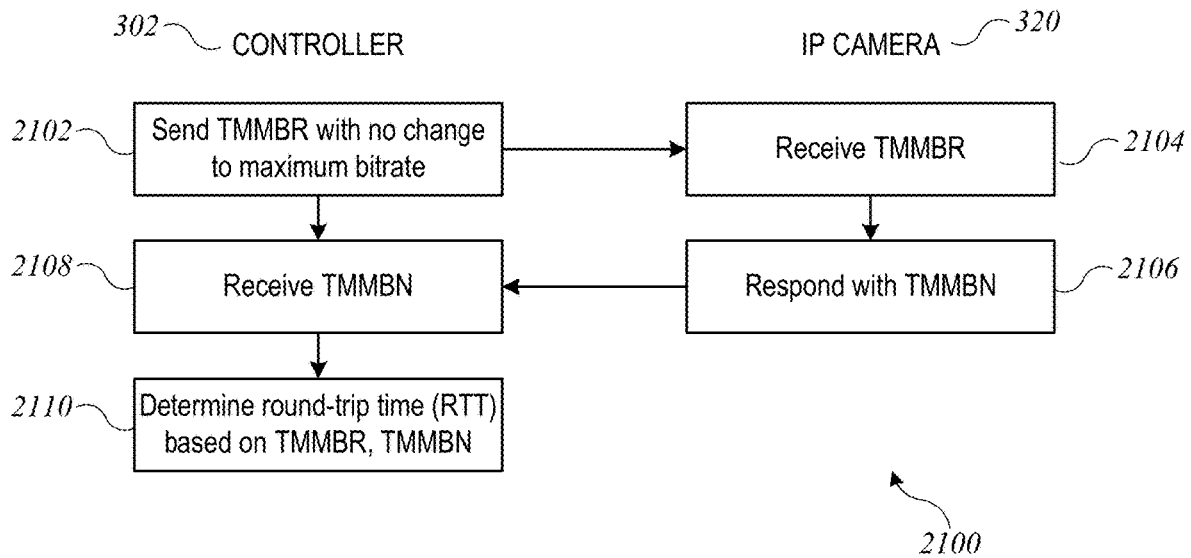 302 CONTROLLER
IP CAMERA 320
2102
Send TMMBR with no change
to maximum bitrate
Receive TMMBR
2104
2108
Receive TMMBN
Respond with TMMBN
2106
2110
Determine round-trip time (RTT)
based on TMMBR, TMMBN
2100